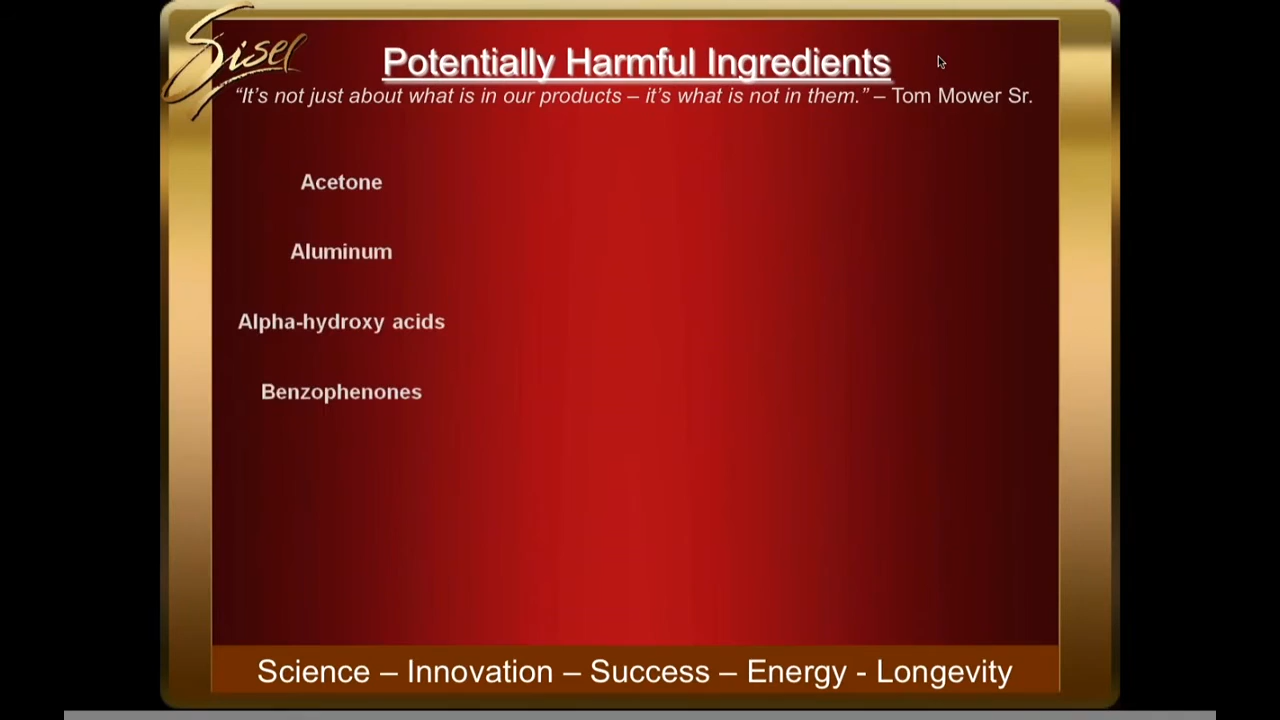 Sisel
Potentially Harmful Ingredients
“It’s not just about what is in our products – it’s what is not in them.” – Tom Mower Sr.
Acetone
Aluminum
Alpha-hydroxy acids
Benzophenones
Science – Innovation – Success – Energy - Longevity